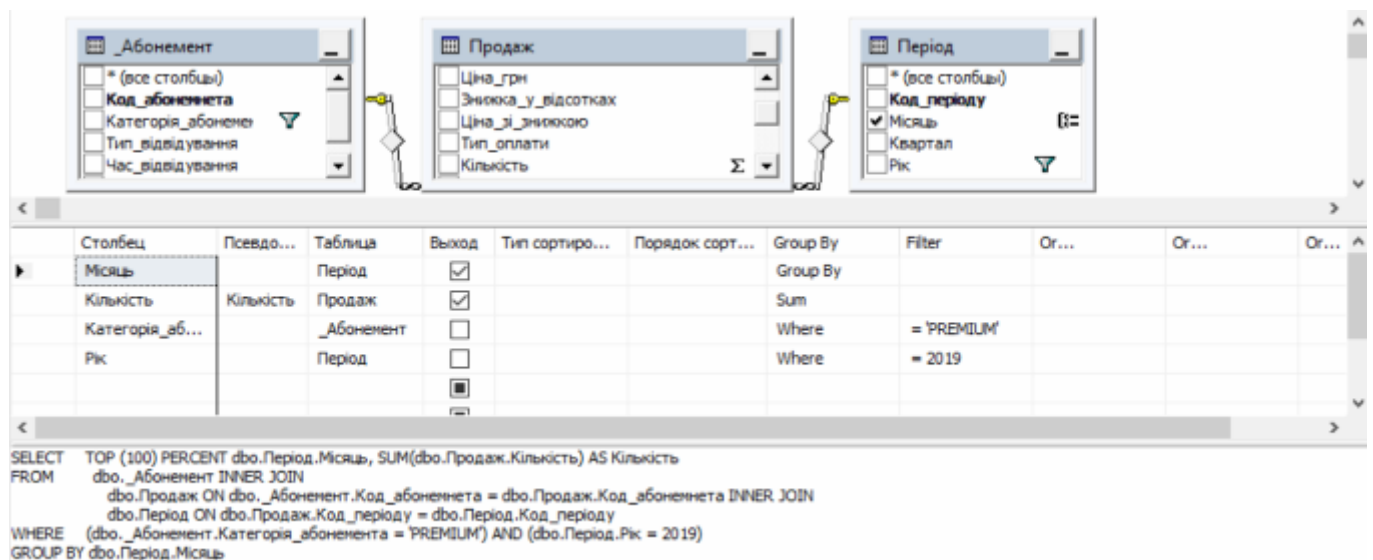 _Абонемент
* (все столбцы)
Код_абонемнета
Категорія_абонемен
Тип_відвідування
Час_відвідування
Продаж
Ціна_грн
Знижка_у_відсотках
Ціна_зі_знижкою
Тип_оплати
Кількість Σ
Період
* (все столбцы)
Код_періоду
Місяць
Квартал
Рік
Столбец Псевдо... Таблица Выход Тип сортиро... Порядок сорт... Group By Filter Or... Or... Or...
Місяць Період Group By
Кількість Кількість Продаж Sum
Категорія_аб... _Абонемент Where = 'PREMIUM'
Рік Період Where = 2019
SELECT TOP (100) PERCENT dbo.Період.Місяць, SUM(dbo.Продаж.Кількість) AS Кількість
FROM dbo._Абонемент INNER JOIN
dbo.Продаж ON dbo._Абонемент.Код_абонемнета = dbo.Продаж.Код_абонемнета INNER JOIN
dbo.Період ON dbo.Продаж.Код_періоду = dbo.Період.Код_періоду
WHERE (dbo._Абонемент.Категорія_абонемента = 'PREMIUM') AND (dbo.Період.Рік = 2019)
GROUP BY dbo.Період.Місяць